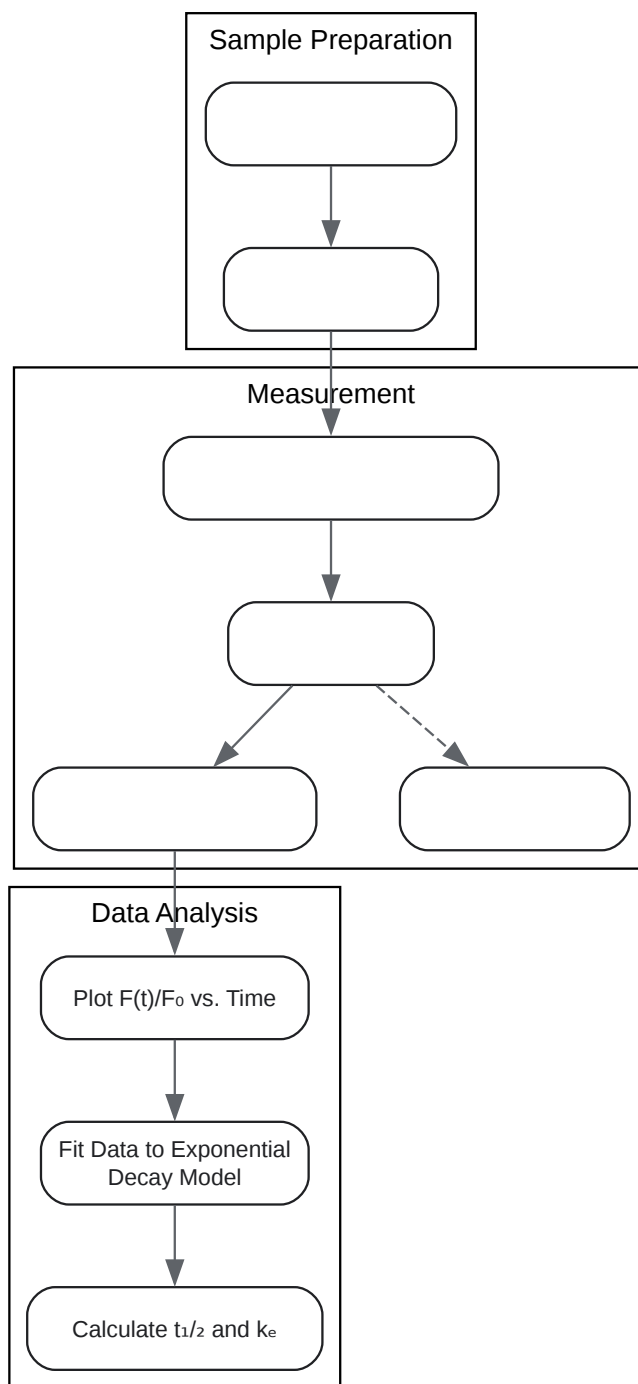 Sample Preparation
Measurement
Data Analysis
Plot F(t)/F₀ vs. Time
Fit Data to Exponential
Decay Model
Calculate t₁/₂ and kₑ